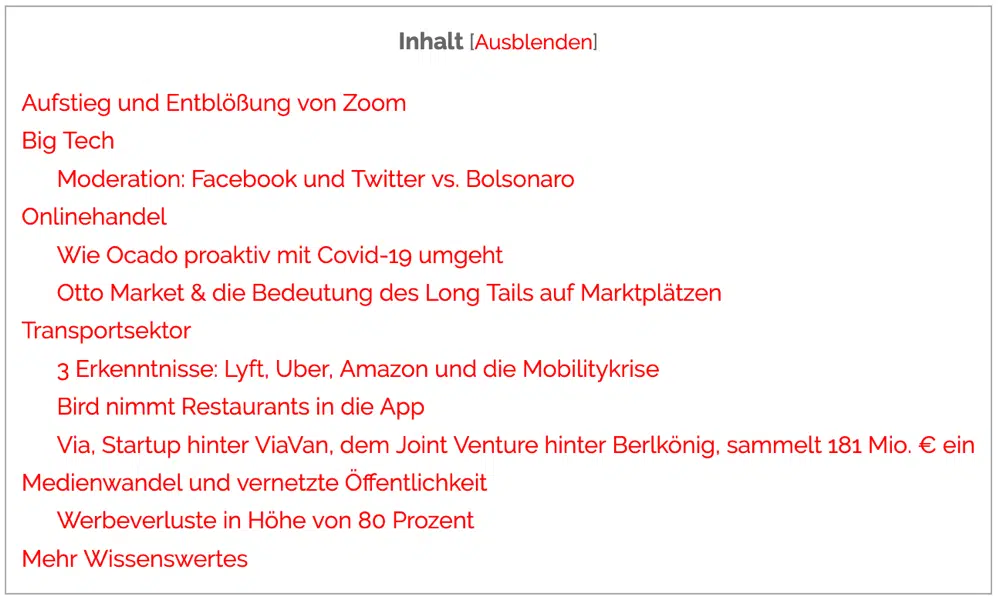 Inhalt [Ausblenden]
Aufstieg und Entblößung von Zoom
Big Tech
Moderation: Facebook und Twitter vs. Bolsonaro
Onlinehandel
Wie Ocado proaktiv mit Covid-19 umgeht
Otto Market & die Bedeutung des Long Tails auf Marktplätzen
Transportsektor
3 Erkenntnisse: Lyft, Uber, Amazon und die Mobilitykrise
Bird nimmt Restaurants in die App
Via, Startup hinter ViaVan, dem Joint Venture hinter Berlkönig, sammelt 181 Mio. € ein
Medienwandel und vernetzte Öffentlichkeit
Werbeverluste in Höhe von 80 Prozent
Mehr Wissenswertes